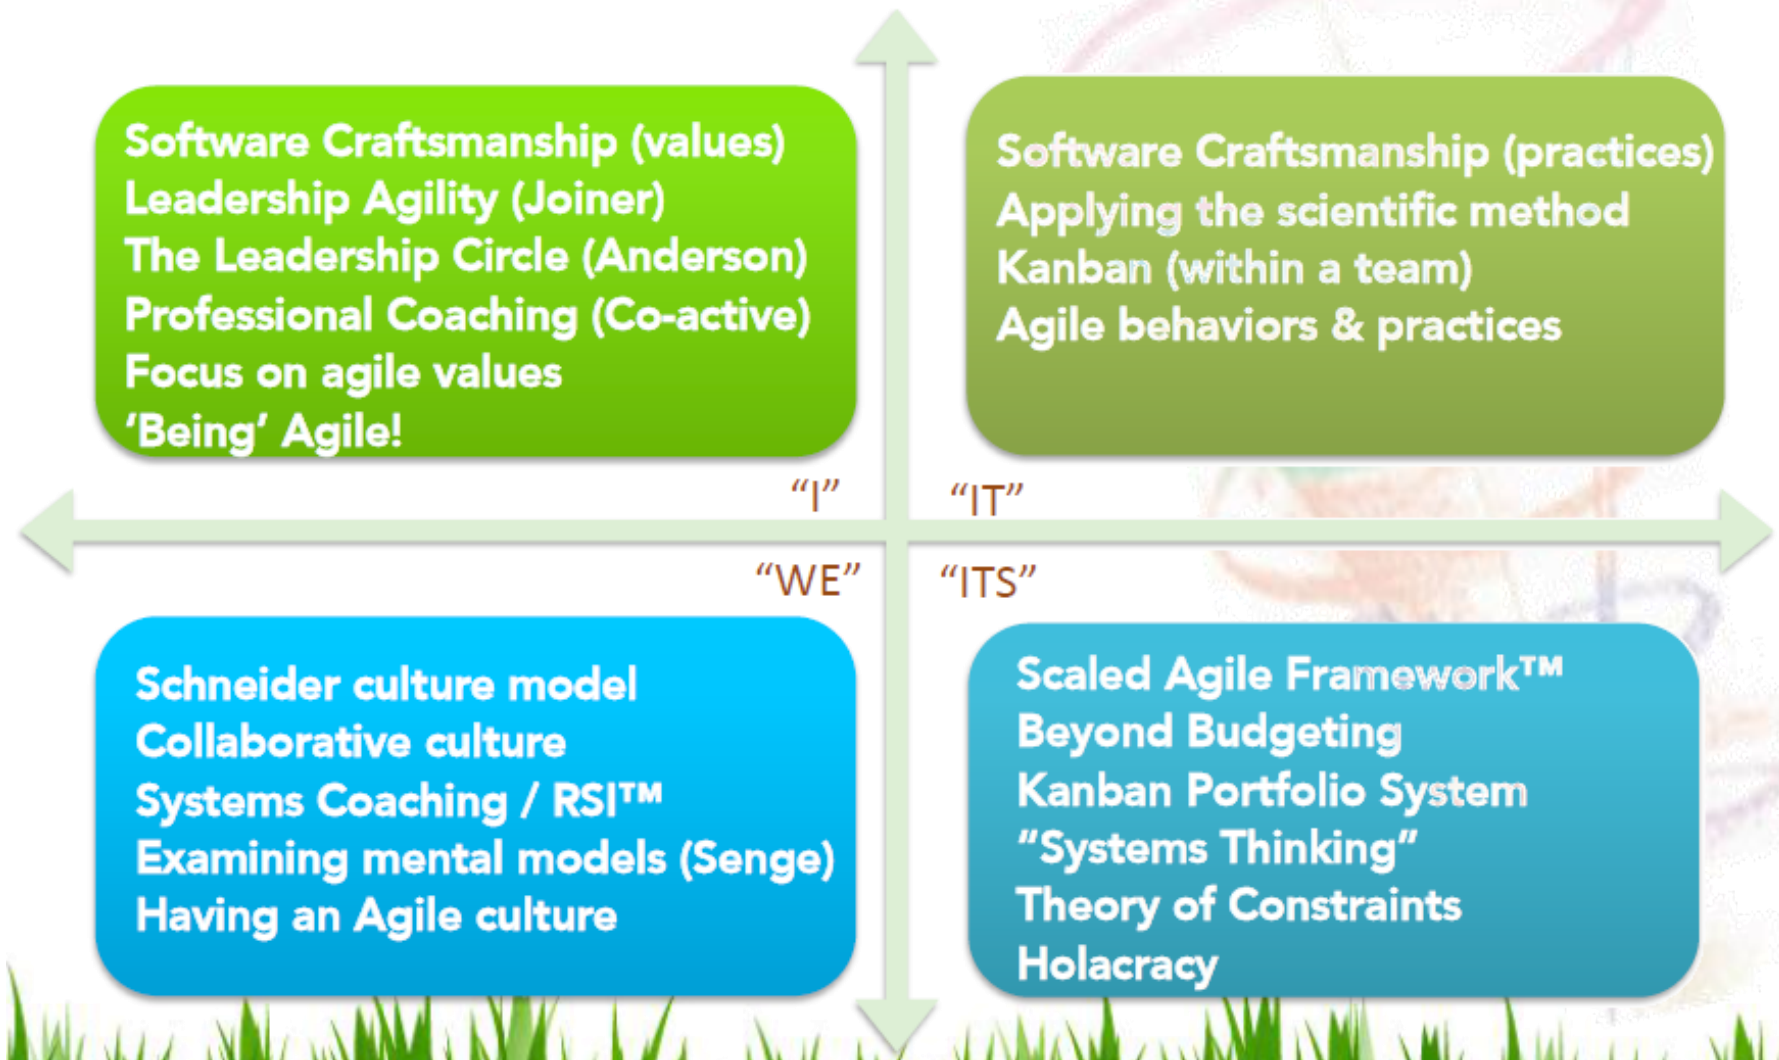 Software Craftsmanship (values)
Leadership Agility (Joiner)
The Leadership Circle (Anderson)
Professional Coaching (Co-active)
Focus on agile values
’Being’ Agile!
Software Craftsmanship (practices)
Applying the scientific method
Kanban (within a team)
Agile behaviors & practices
“I”
“IT”
“WE”
“ITS”
Schneider culture model
Collaborative culture
Systems Coaching / RSI™
Examining mental models (Senge)
Having an Agile culture
Scaled Agile Framework™
Beyond Budgeting
Kanban Portfolio System
“Systems Thinking”
Theory of Constraints
Holacracy